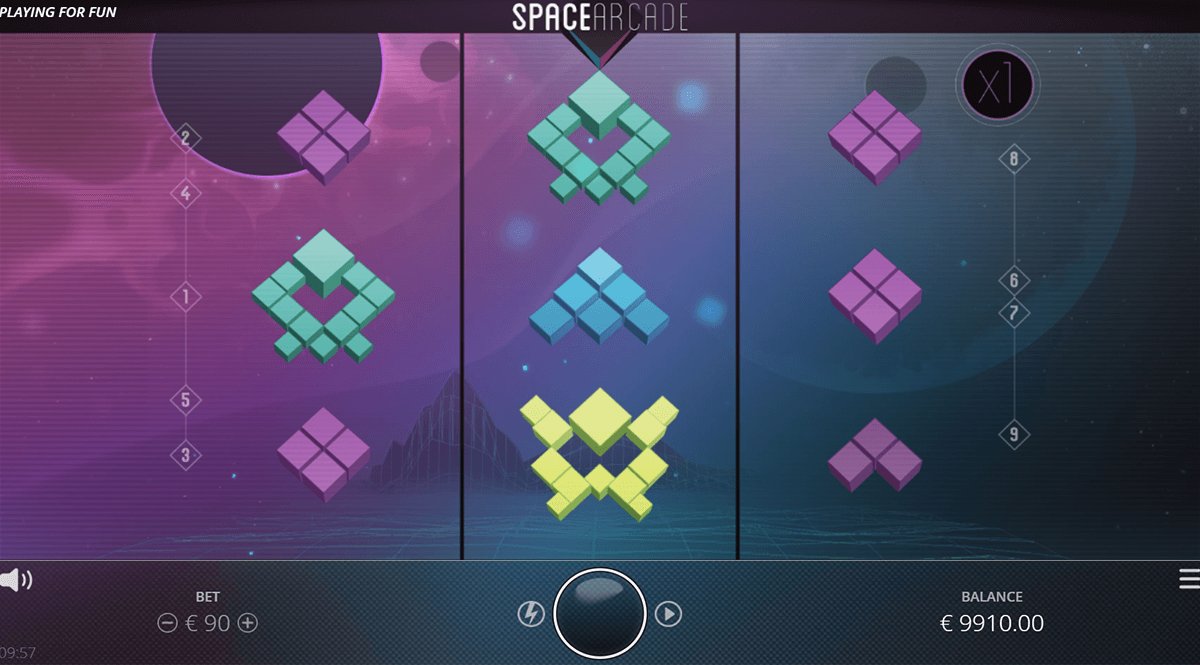 PLAYING FOR FUN
SPACEARCADE
x1
2
4
1
5
3
8
6
7
9
BET
€ 90
BALANCE
€ 9910.00
09:57